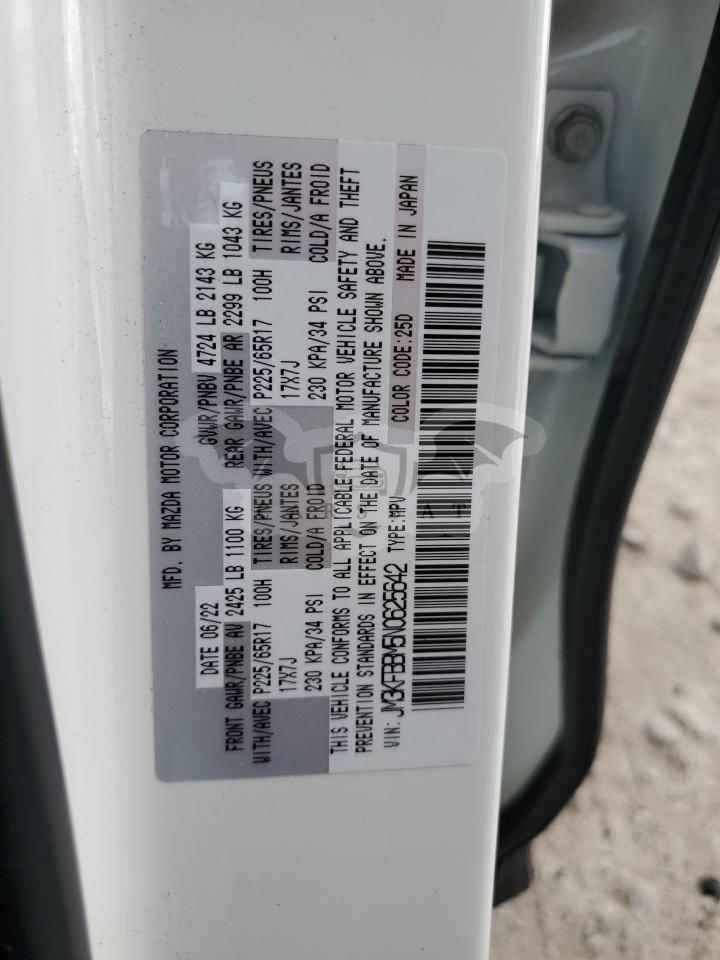 MFD. BY MAZDA MOTOR CORPORATION
DATE 06/22 GVWR/PNBV 4724 LB 2143 KG
FRONT GAWR/PNBE AV 2425 LB 1100 KG REAR GAWR/PNBE AR 2299 LB 1043 KG
WITH/AVEC P225/65R17 100H TIRES/PNEUS WITH/AVEC P225/65R17 100H TIRES/PNEUS
17X7J RIMS/JANTES 17X7J RIMS/JANTES
230 KPA/34 PSI COLD/A FROID 230 KPA/34 PSI COLD/A FROID
THIS VEHICLE CONFORMS TO ALL APPLICABLE FEDERAL MOTOR VEHICLE SAFETY AND THEFT
PREVENTION STANDARDS IN EFFECT ON THE DATE OF MANUFACTURE SHOWN ABOVE.
VIN: JM3KFBBM5N0625642 TYPE:MPV COLOR CODE:25D MADE IN JAPAN